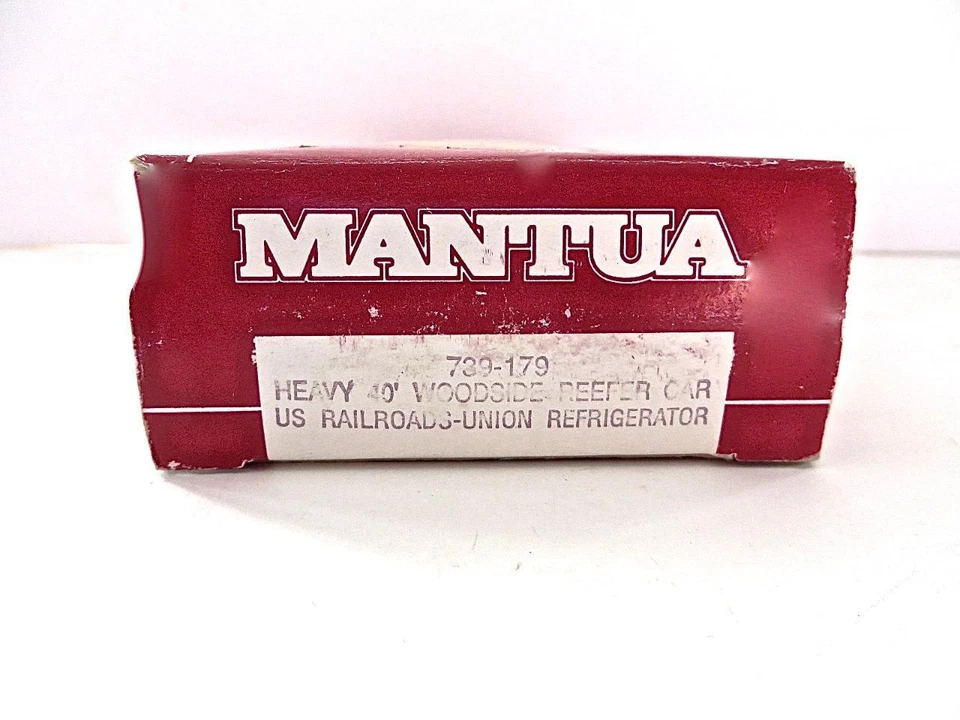 MANTUA
739-179
HEAVY 40' WOODSIDE REEFER CAR
US RAILROADS-UNION REFRIGERATOR